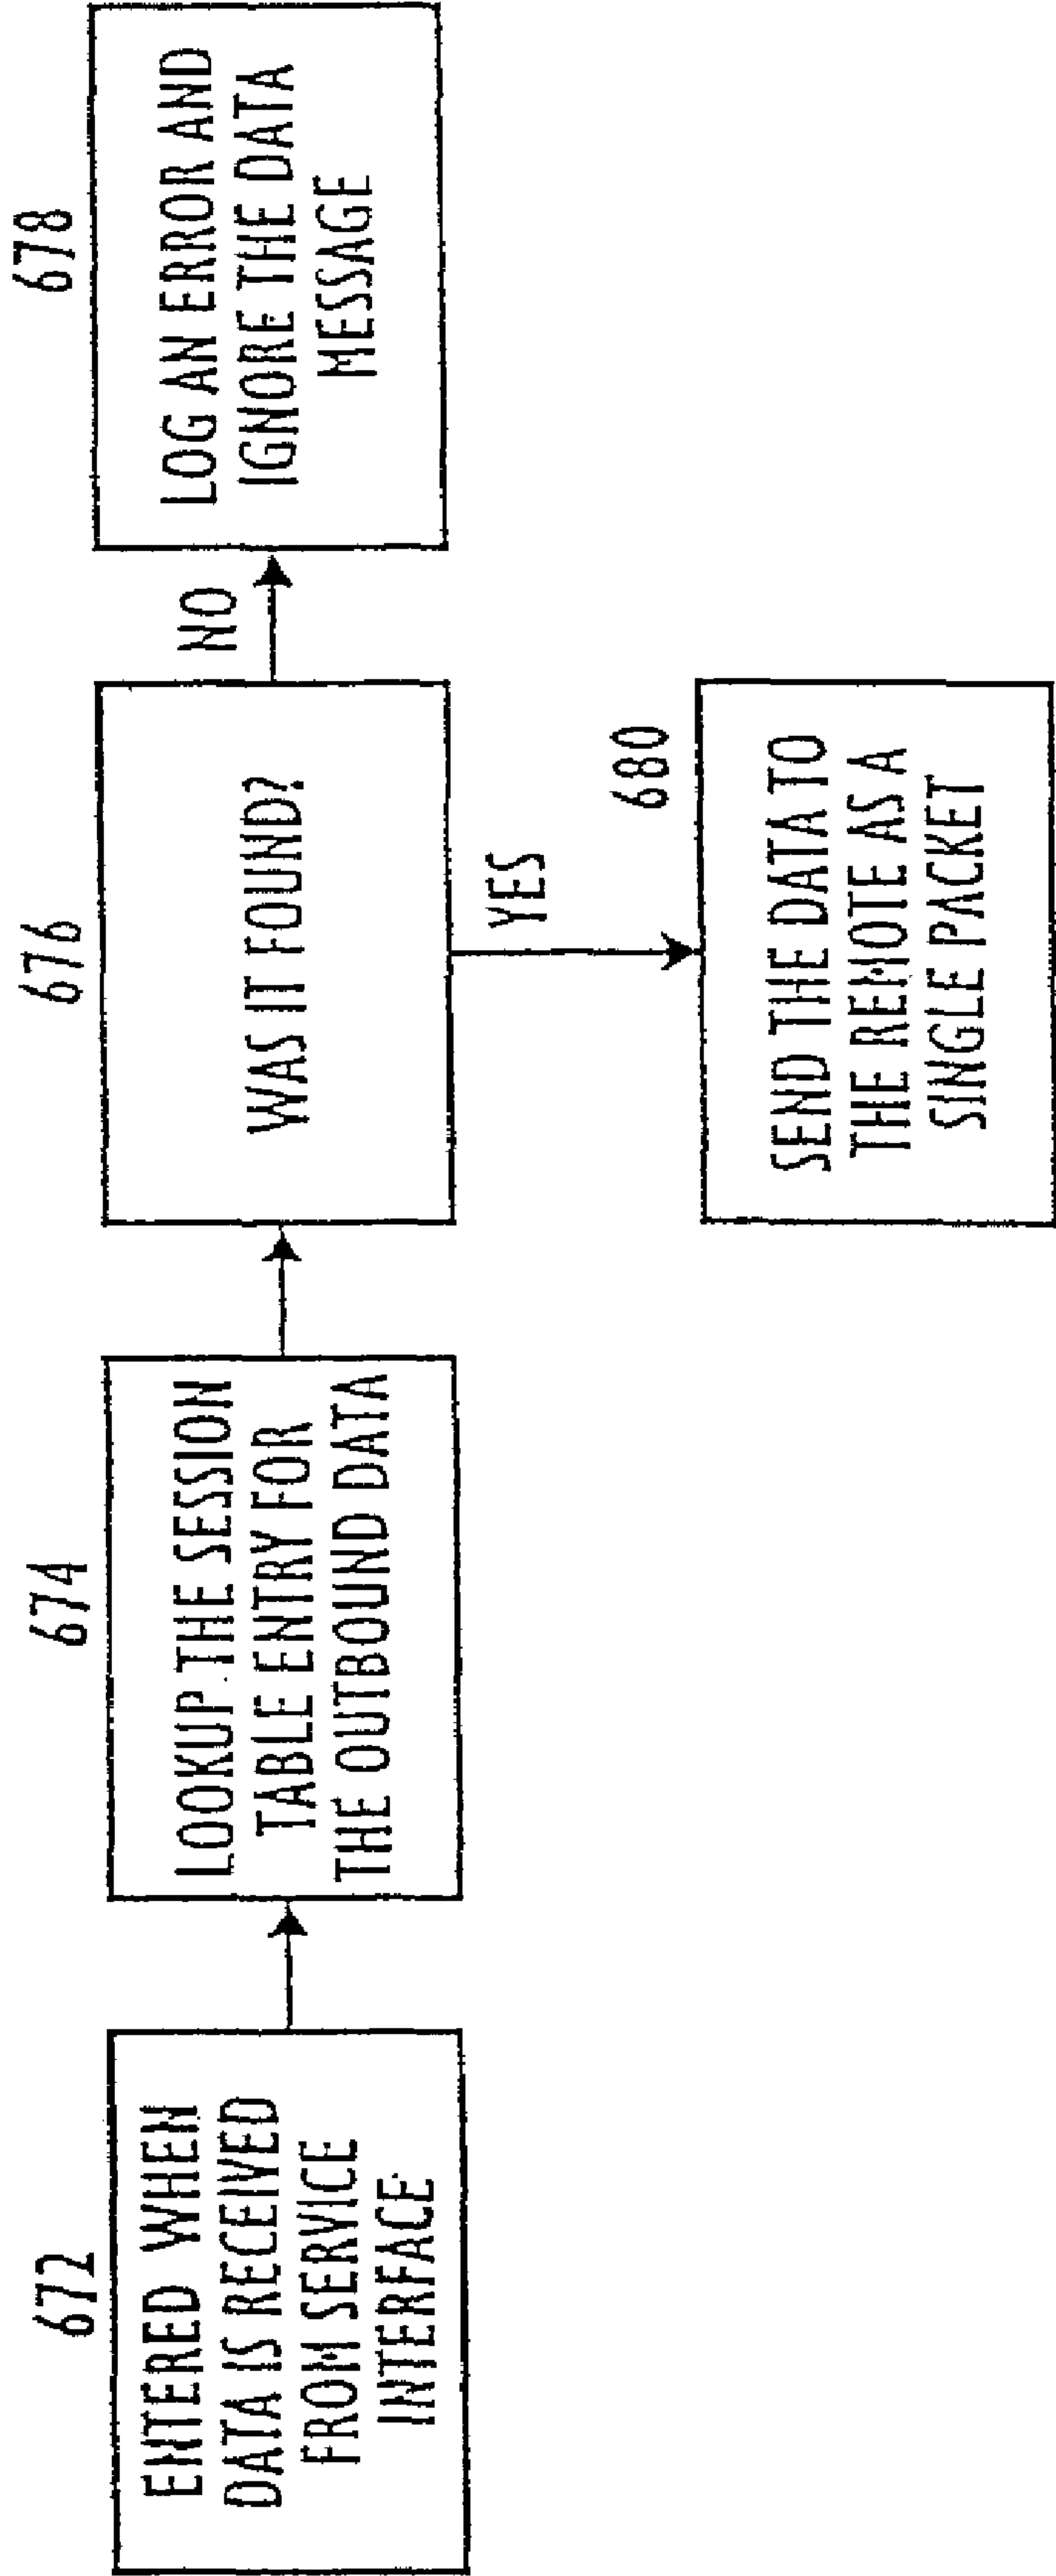 672
ENTERED WHEN
DATA IS RECEIVED
FROM SERVICE
INTERFACE
674
LOOKUP THE SESSION
TABLE ENTRY FOR
THE OUTBOUND DATA
676
WAS IT FOUND?
NO
678
LOG AN ERROR AND
IGNORE THE DATA
MESSAGE
YES
680
SEND THE DATA TO
THE REMOTE AS A
SINGLE PACKET